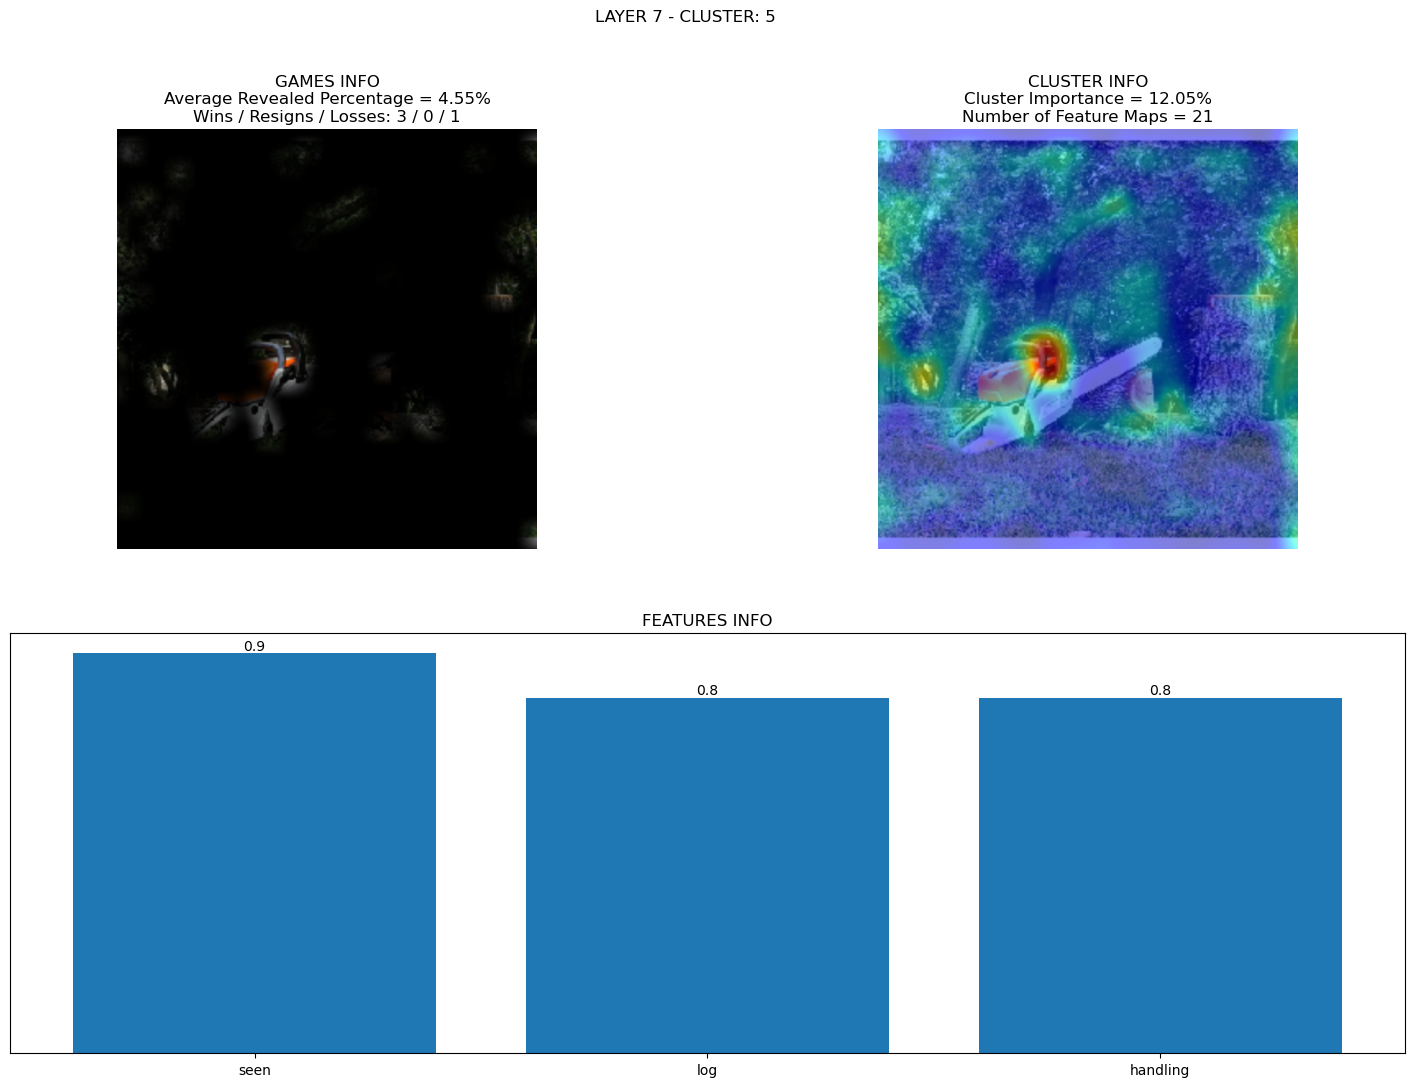 LAYER 7 - CLUSTER: 5
GAMES INFO
Average Revealed Percentage = 4.55%
Wins / Resigns / Losses: 3 / 0 / 1
CLUSTER INFO
Cluster Importance = 12.05%
Number of Feature Maps = 21
FEATURES INFO
0.9
0.8
0.8
seen
log
handling